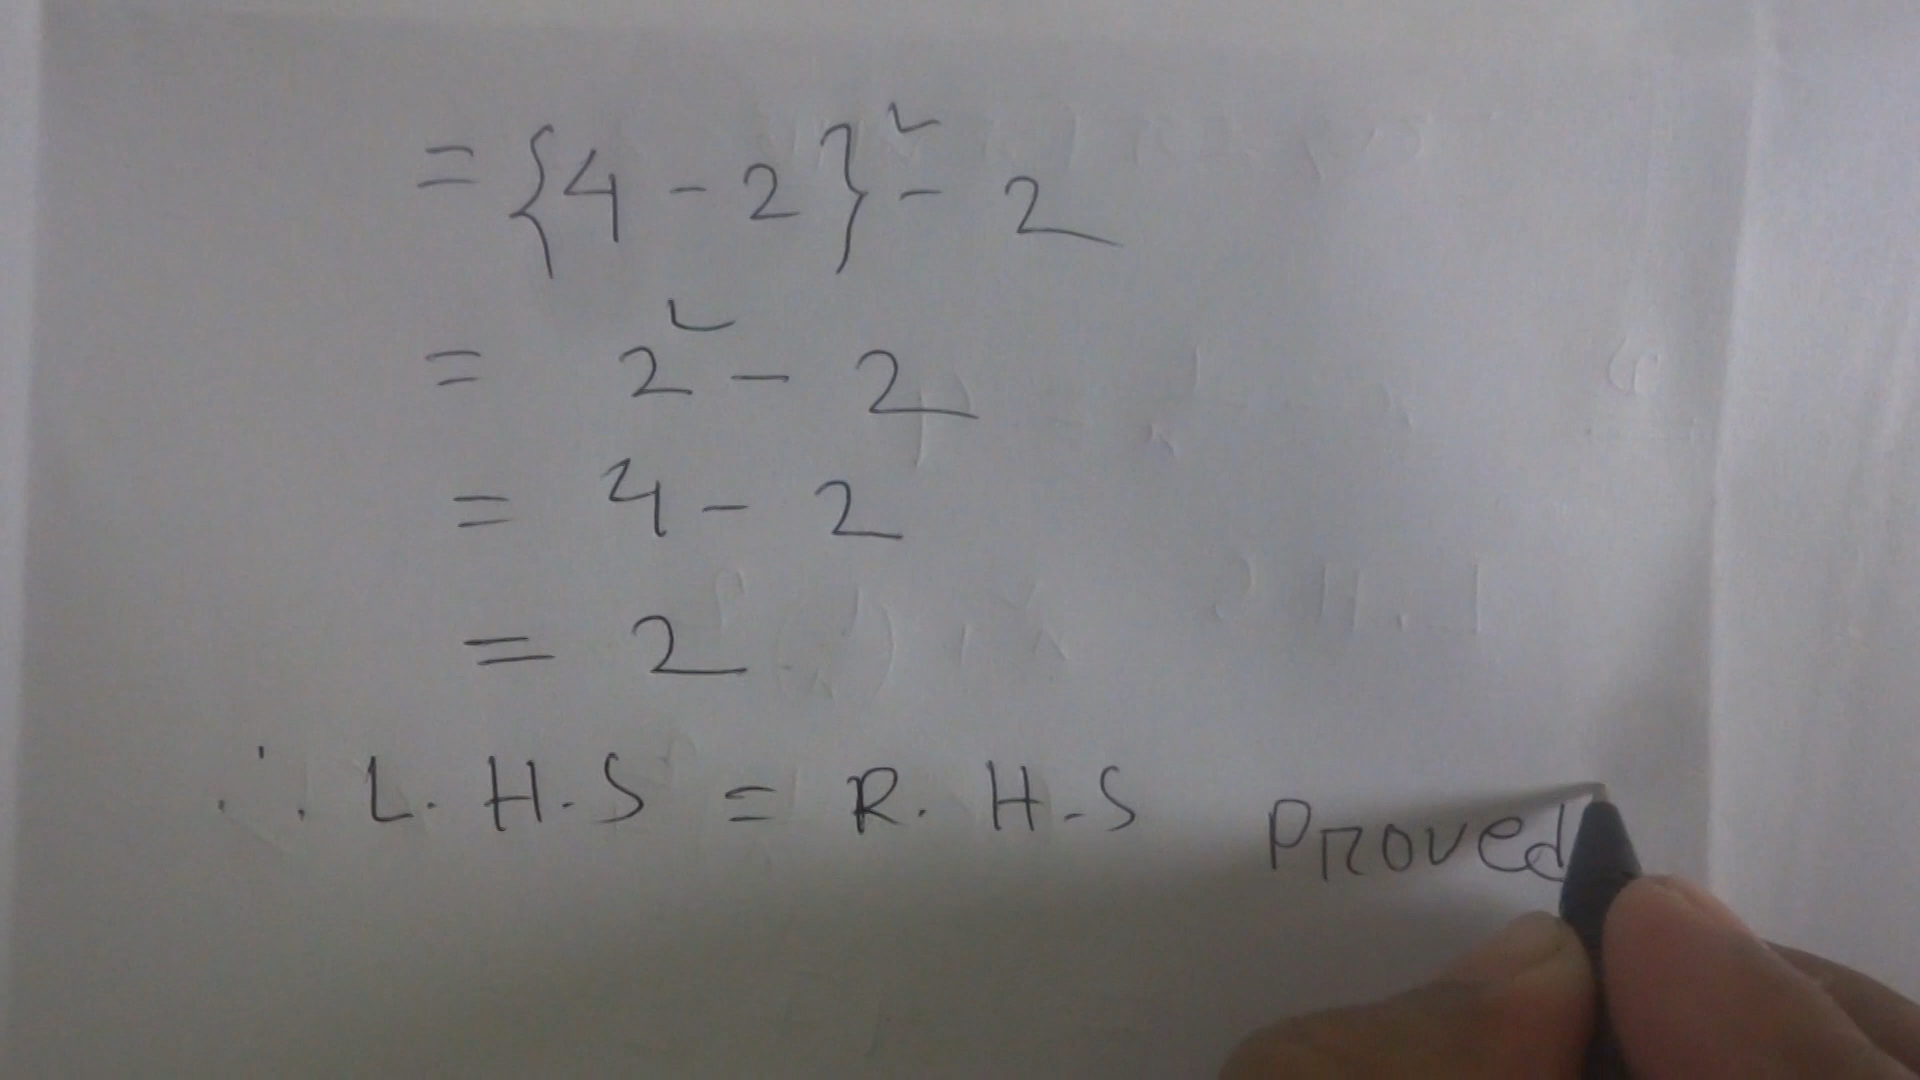 = {4 - 2}² - 2
= 2² - 2
= 4 - 2
= 2
∴ L.H.S = R.H.S Proved